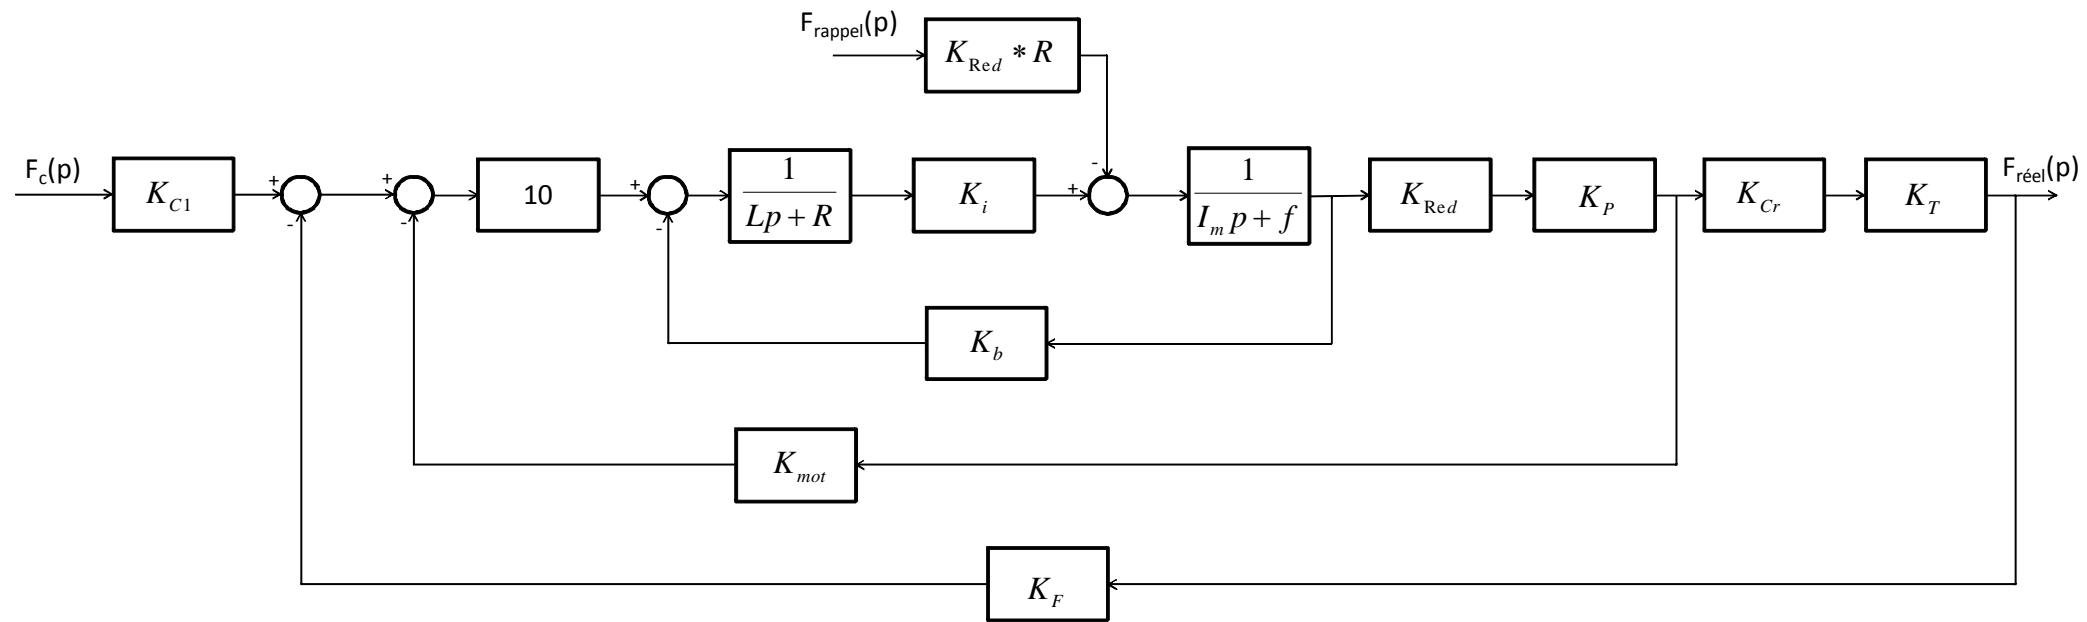 F_rappel(p)
K_Red * R
F_c(p)
K_C1
+
-
+
-
10
+
-
1
Lp + R
K_i
+
-
1
I_m p + f
K_Red
K_P
K_Cr
K_T
F_réel(p)
K_b
K_mot
K_F